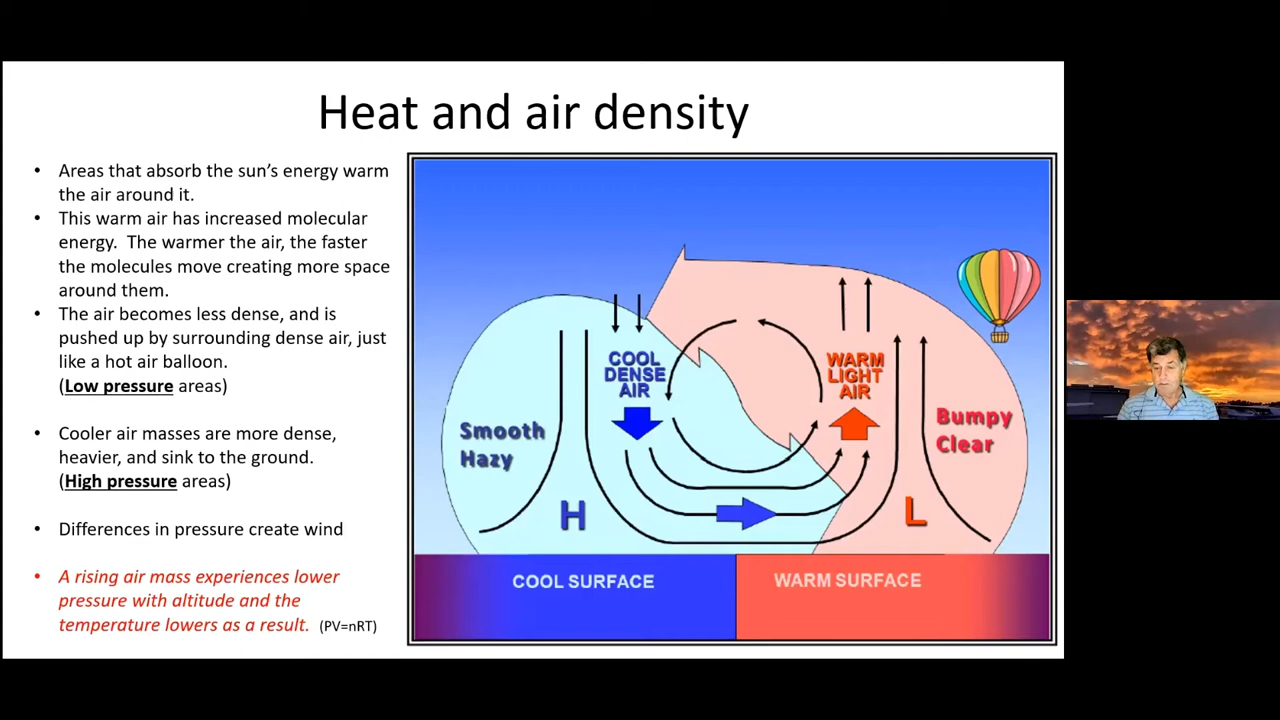 Heat and air density
• Areas that absorb the sun's energy warm
the air around it.
• This warm air has increased molecular
energy.  The warmer the air, the faster
the molecules move creating more space
around them.
• The air becomes less dense, and is
pushed up by surrounding dense air, just
like a hot air balloon.
(Low pressure areas)
• Cooler air masses are more dense,
heavier, and sink to the ground.
(High pressure areas)
• Differences in pressure create wind
• A rising air mass experiences lower
pressure with altitude and the
temperature lowers as a result. (PV=nRT)
COOL
DENSE
AIR
WARM
LIGHT
AIR
Smooth
Hazy
Bumpy
Clear
H
L
COOL SURFACE
WARM SURFACE